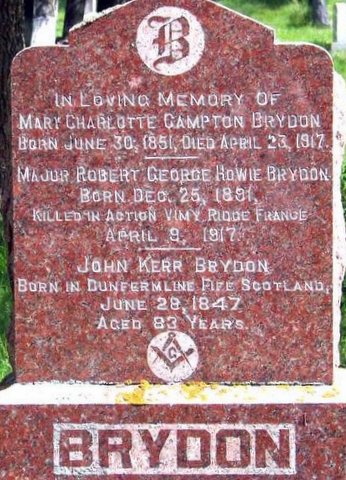 B
IN LOVING MEMORY OF
MARY CHARLOTTE CAMPTON BRYDON
BORN JUNE 30, 1851, DIED APRIL 23, 1917.
MAJOR ROBERT GEORGE HOWIE BRYDON
BORN DEC. 25, 1891.
KILLED IN ACTION VIMY RIDGE FRANCE
APRIL 9, 1917.
JOHN KERR BRYDON
BORN IN DUNFERMLINE FIFE SCOTLAND,
JUNE 28, 1847
AGED 83 YEARS.
G
BRYDON